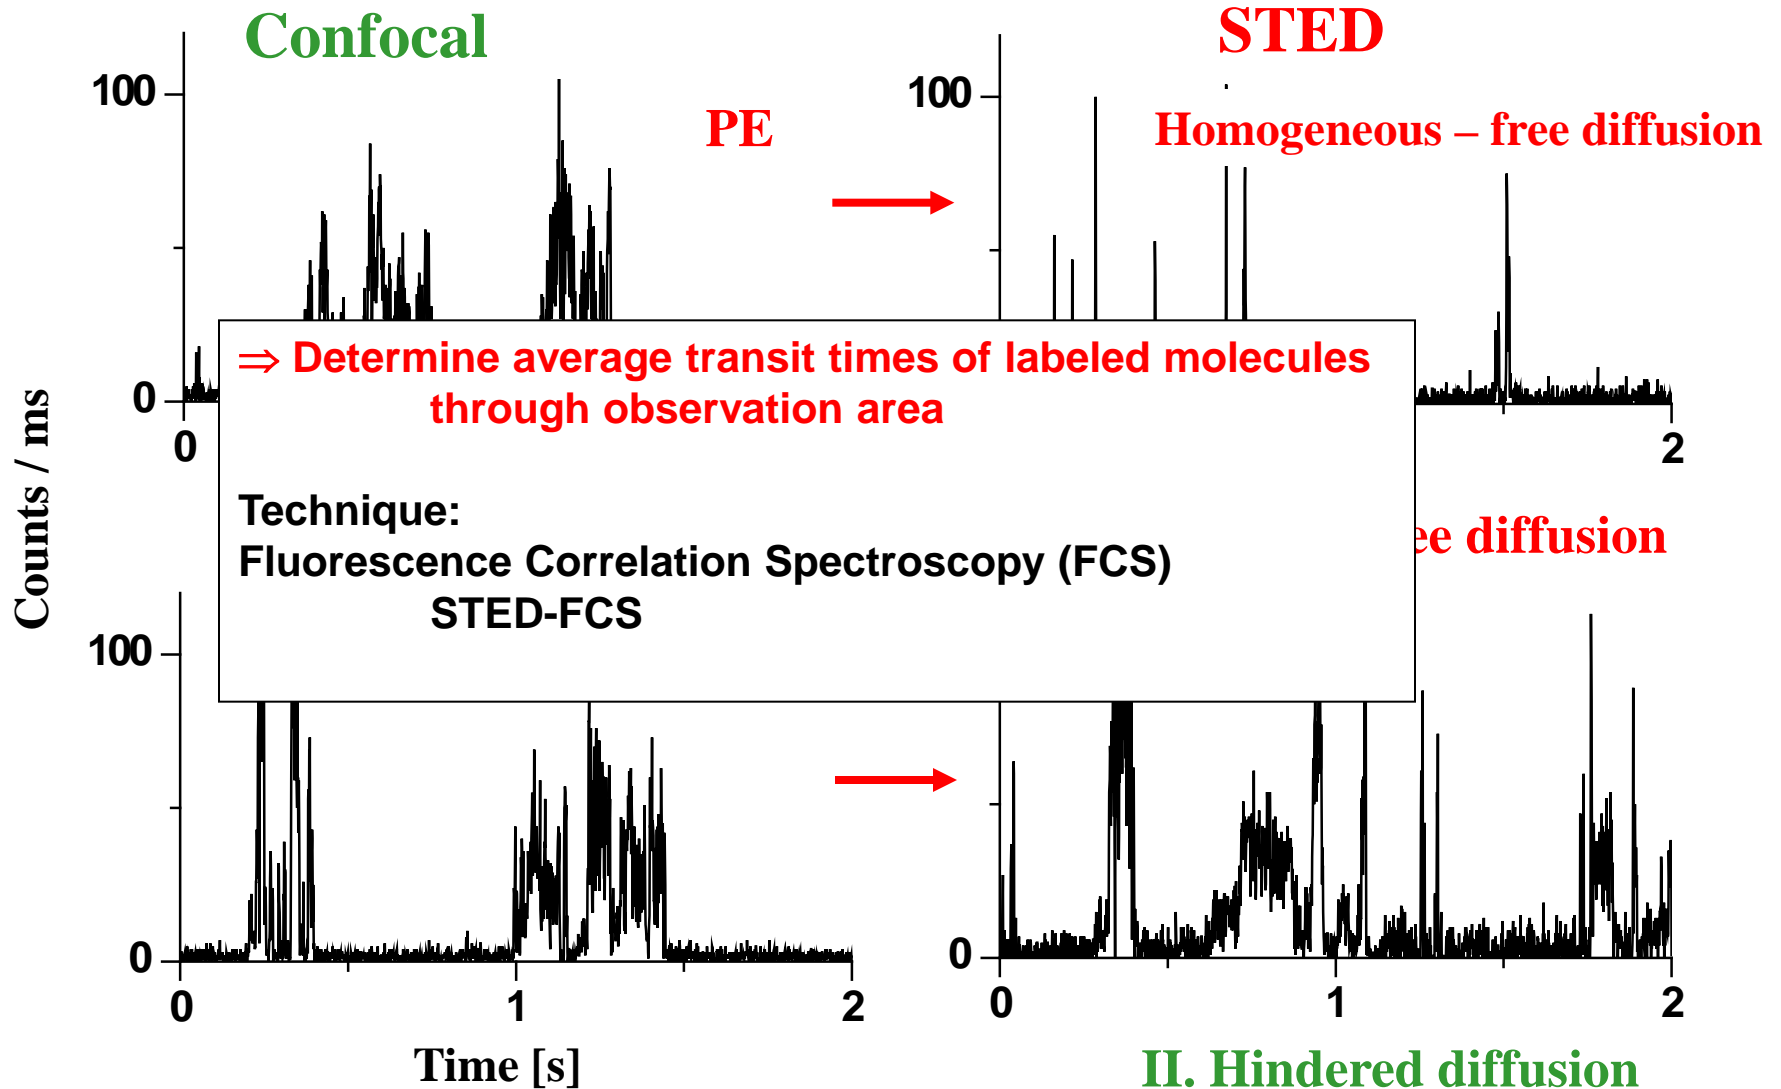 Confocal
STED
100
PE
100
Homogeneous – free diffusion
0
0
2
⇒ Determine average transit times of labeled molecules
through observation area
Technique:
Fluorescence Correlation Spectroscopy (FCS)
STED-FCS
Counts / ms
ee diffusion
100
0
0
1
2
0
0
1
2
Time [s]
II. Hindered diffusion